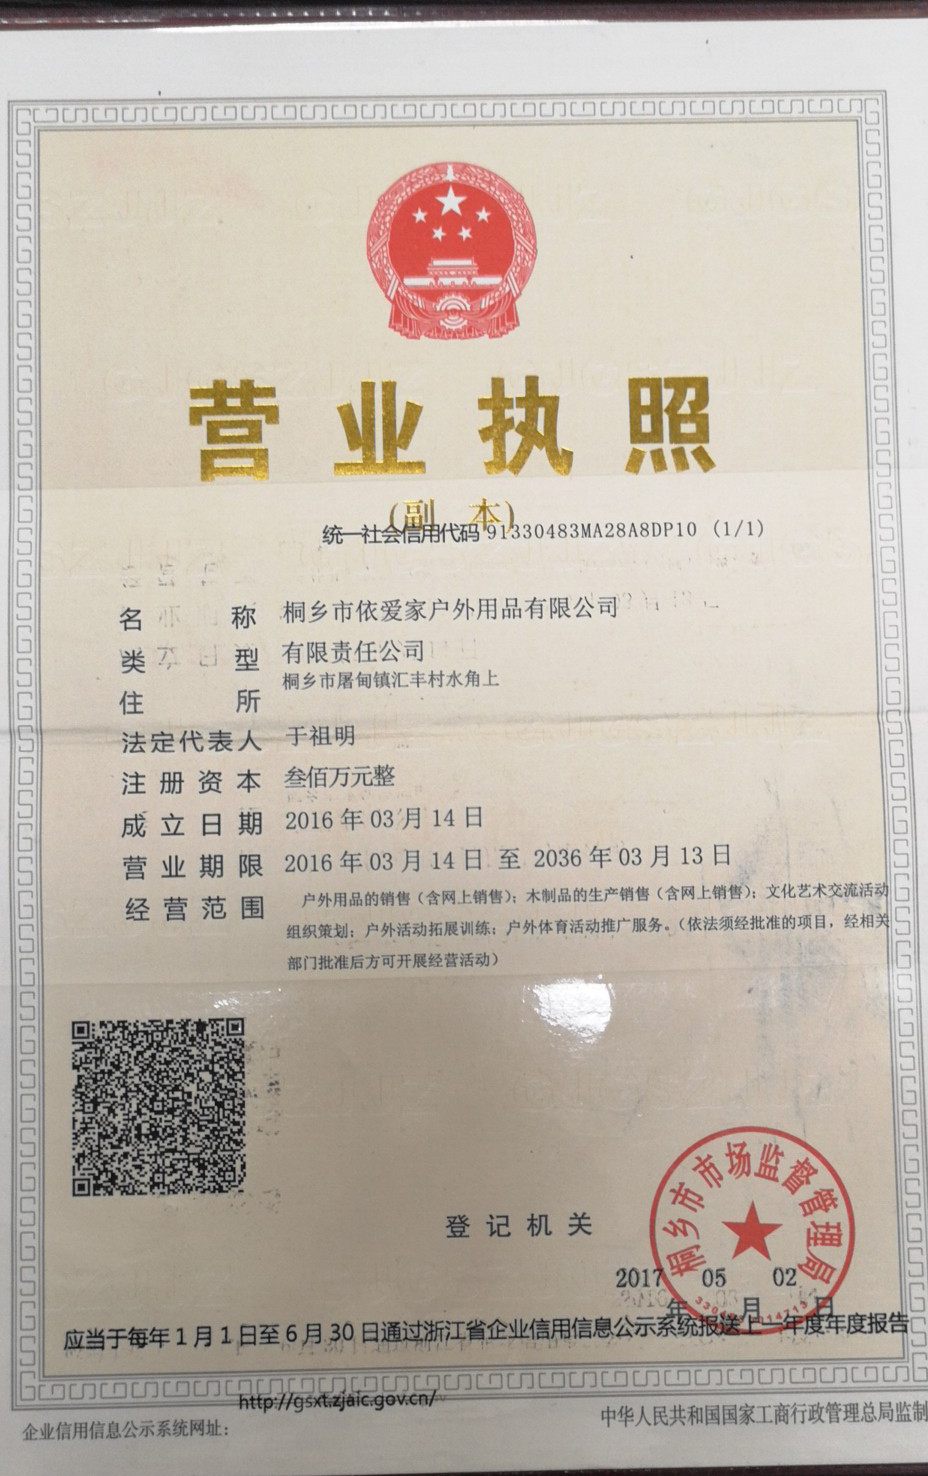 营业执照
(副本)
统一社会信用代码 91330483MA28A8DP10 (1/1)
名称 桐乡市依爱家户外用品有限公司
类型 有限责任公司
住所 桐乡市屠甸镇汇丰村水角上
法定代表人 于祖明
注册资本 叁佰万元整
成立日期 2016年03月14日
营业期限 2016年03月14日至2036年03月13日
经营范围 户外用品的销售（含网上销售）；木制品的生产销售（含网上销售）；文化艺术交流活动
组织策划；户外活动拓展训练；户外体育活动推广服务。（依法须经批准的项目，经相关
部门批准后方可开展经营活动）
桐乡市市场监督管理局
登记机关
2017年05月02日
应当于每年1月1日至6月30日通过浙江省企业信用信息公示系统报送上一年度年度报告
http://gsxt.zjaic.gov.cn/
企业信用信息公示系统网址：
中华人民共和国国家工商行政管理总局监制